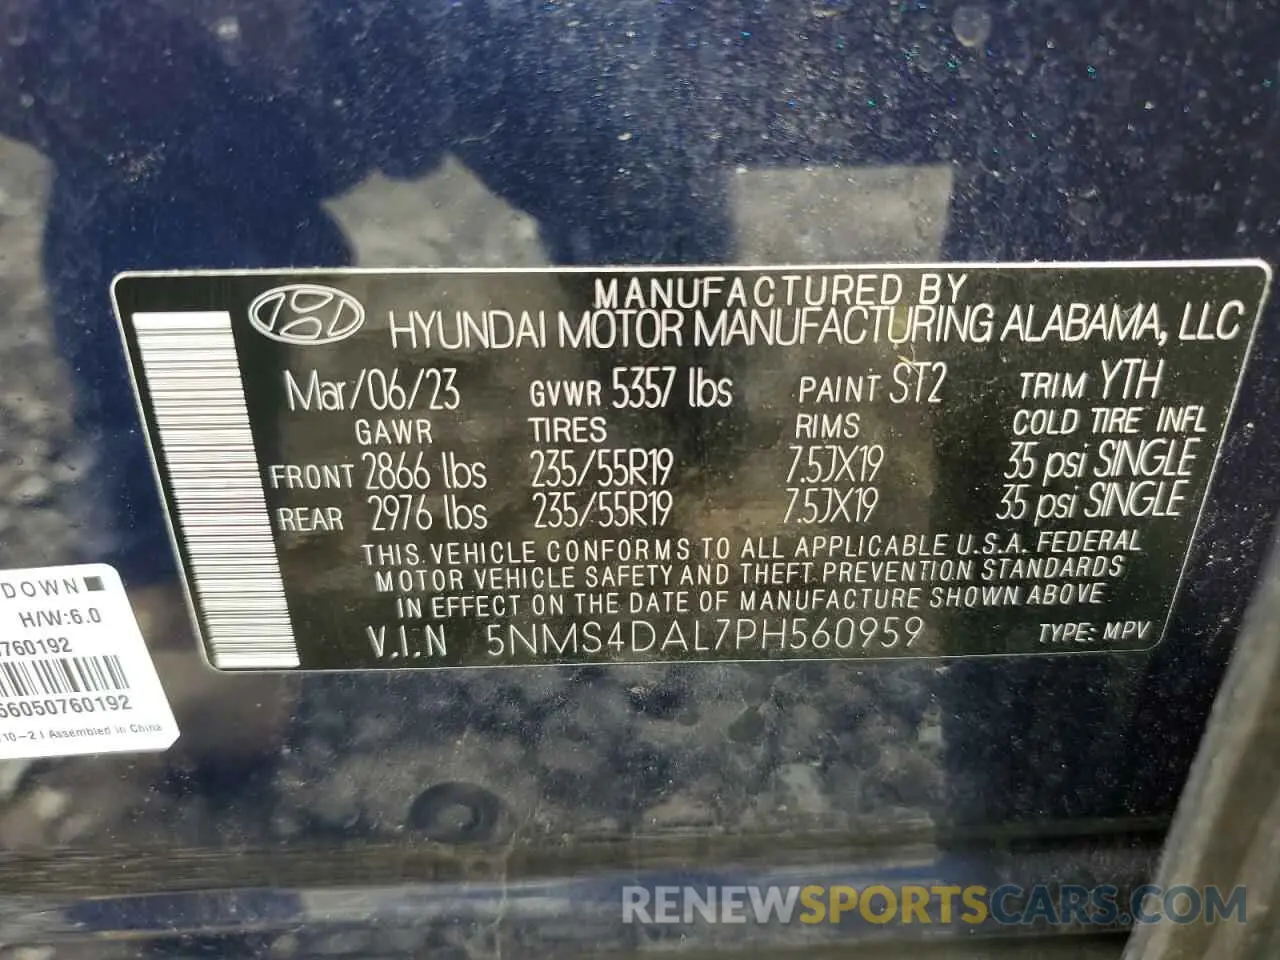 MANUFACTURED BY
HYUNDAI MOTOR MANUFACTURING ALABAMA, LLC
Mar/06/23 GVWR 5357 lbs PAINT ST2 TRIM YTH
GAWR TIRES RIMS COLD TIRE INFL
FRONT 2866 lbs 235/55R19 7.5JX19 35 psi SINGLE
REAR 2976 lbs 235/55R19 7.5JX19 35 psi SINGLE
THIS VEHICLE CONFORMS TO ALL APPLICABLE U.S.A. FEDERAL
MOTOR VEHICLE SAFETY AND THEFT PREVENTION STANDARDS
IN EFFECT ON THE DATE OF MANUFACTURE SHOWN ABOVE
V.I.N 5NMS4DAL7PH560959 TYPE: MPV
DOWN
H/W:6.0
760192
56050760192
10-2 | Assembled in China
RENEWSPORTSCARS.COM